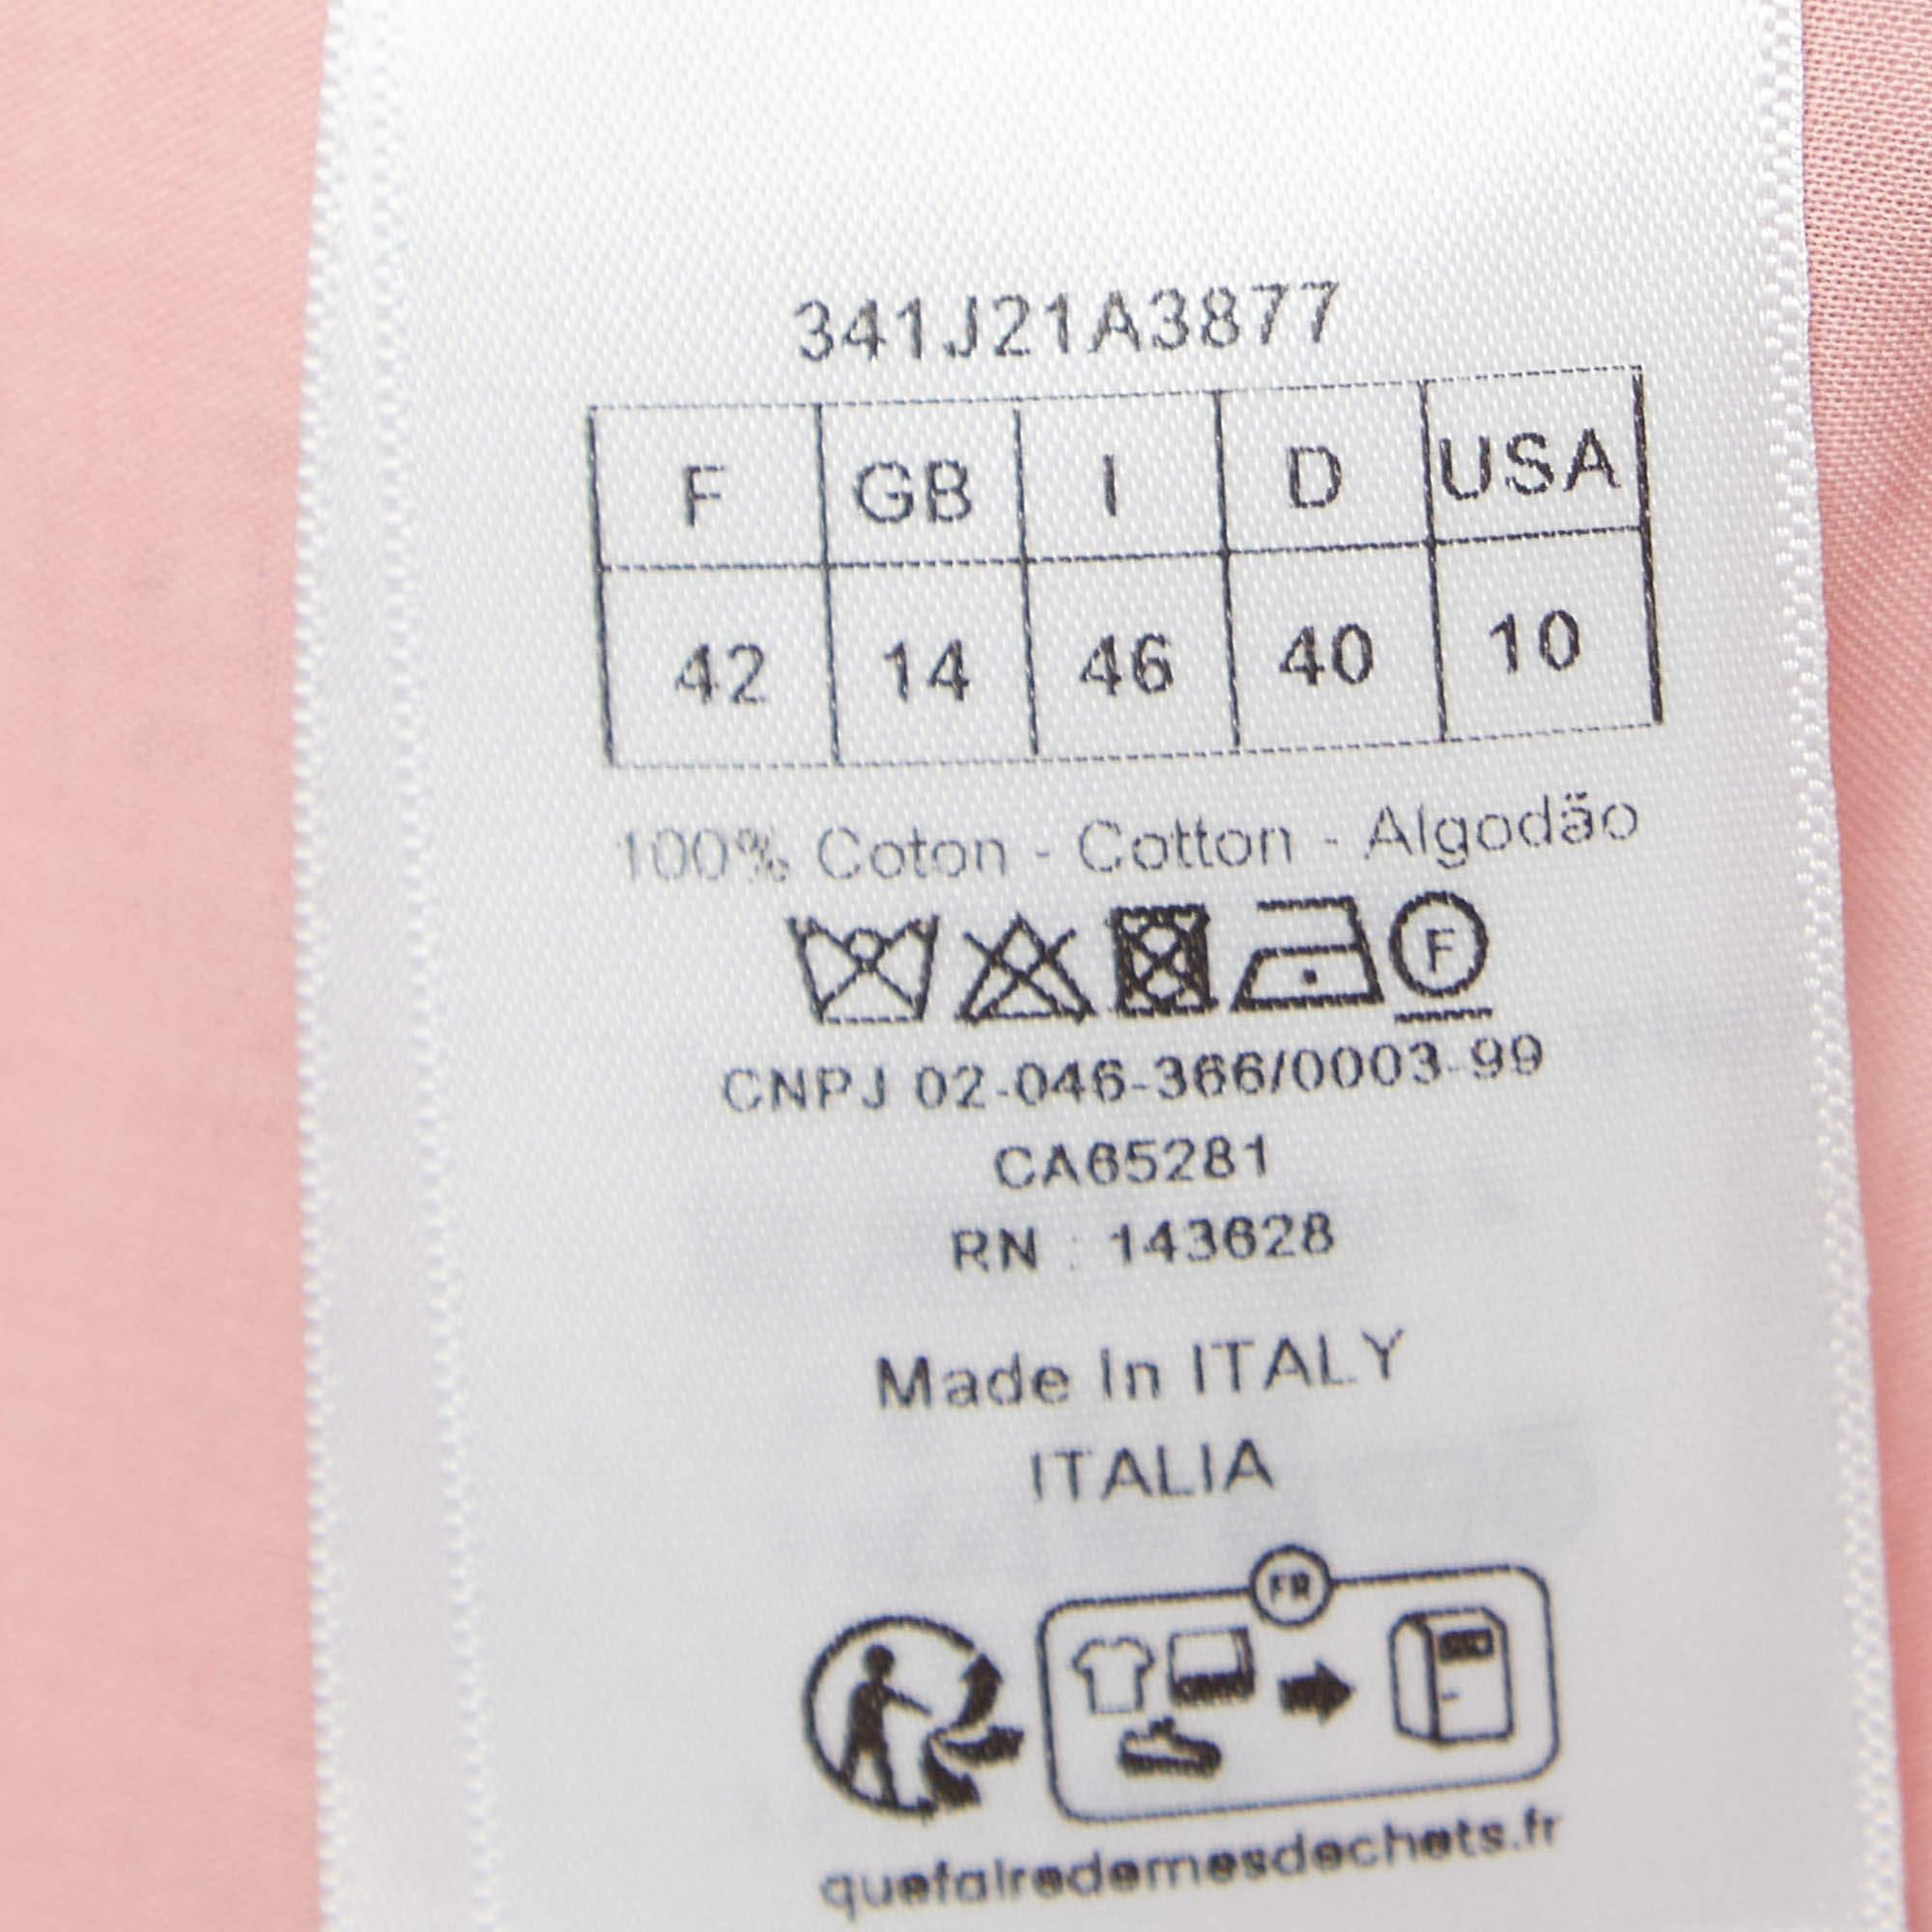 341J21A3877
F GB I D USA
42 14 46 40 10
100% Coton - Cotton - Algodão
F
CNPJ 02-046-366/0003-99
CA65281
RN : 143628
Made In ITALY
ITALIA
FR
quefairedemesdechets.fr